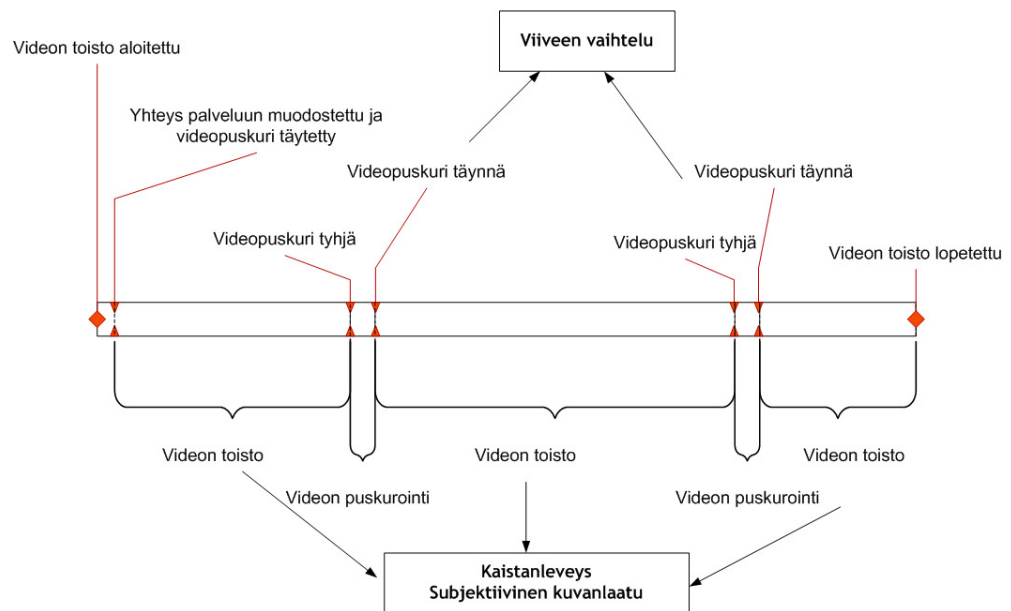 Viiveen vaihtelu
Videon toisto aloitettu
Yhteys palveluun muodostettu ja
videopuskuri täytetty
Videopuskuri täynnä
Videopuskuri täynnä
Videopuskuri tyhjä
Videopuskuri tyhjä
Videon toisto lopetettu
Videon toisto
Videon toisto
Videon toisto
Videon puskurointi
Videon puskurointi
Kaistanleveys
Subjektiivinen kuvanlaatu